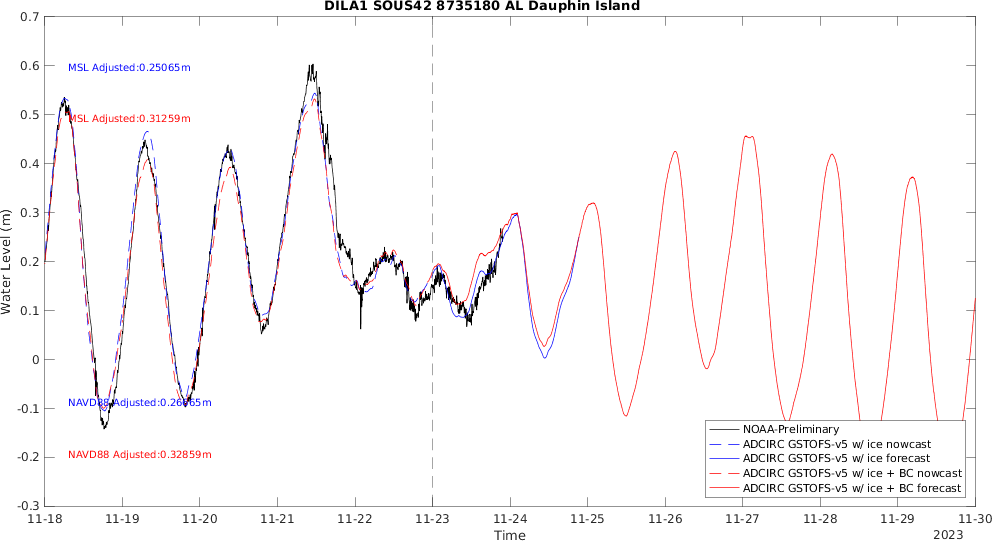 DILA1 SOUS42 8735180 AL Dauphin Island
0.7
0.6
0.5
0.4
0.3
0.2
0.1
0
-0.1
-0.2
-0.3
Water Level (m)
MSL Adjusted:0.25065m
MSL Adjusted:0.31259m
NAVD88 Adjusted:0.26665m
NAVD88 Adjusted:0.32859m
NOAA-Preliminary
ADCIRC GSTOFS-v5 w/ ice nowcast
ADCIRC GSTOFS-v5 w/ ice forecast
ADCIRC GSTOFS-v5 w/ ice + BC nowcast
ADCIRC GSTOFS-v5 w/ ice + BC forecast
11-18 11-19 11-20 11-21 11-22 11-23 11-24 11-25 11-26 11-27 11-28 11-29 11-30
Time
2023